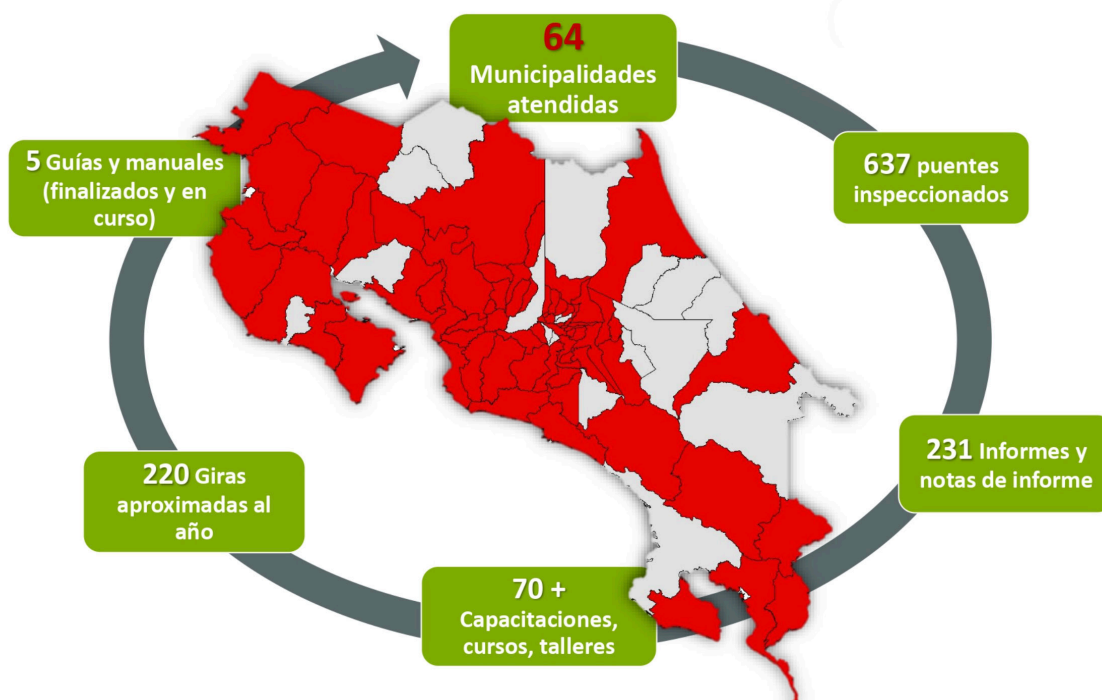 64
Municipalidades
atendidas
637 puentes
inspeccionados
231 Informes y
notas de informe
70 +
Capacitaciones,
cursos, talleres
220 Giras
aproximadas al
año
5 Guías y manuales
(finalizados y en
curso)